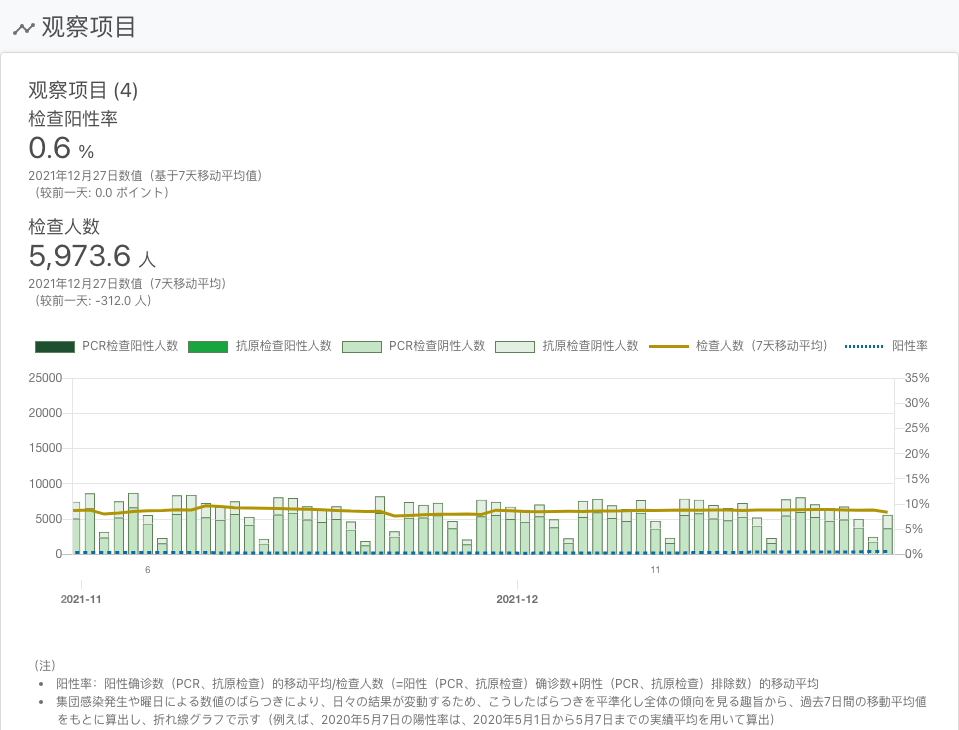 观察项目
观察项目 (4)
检查阳性率
0.6 %
2021年12月27日数值（基于7天移动平均值）
（较前一天: 0.0 ポイント）
检查人数
5,973.6 人
2021年12月27日数值（7天移动平均）
（较前一天: -312.0 人）
PCR检查阳性人数 抗原检查阳性人数 PCR检查阴性人数 抗原检查阴性人数 检查人数（7天移动平均） 阳性率
25000 35%
30%
20000
25%
15000 20%
15%
10000
10%
5000
5%
0 0%
6 11
2021-11 2021-12
（注）
• 阳性率：阳性确诊数（PCR、抗原检查）的移动平均/检查人数（=阳性（PCR、抗原检查）确诊数+阴性（PCR、抗原检查）排除数）的移动平均
• 集団感染発生や曜日による数値のばらつきにより、日々の結果が変動するため、こうしたばらつきを平準化し全体の傾向を見る趣旨から、過去7日間の移動平均値
をもとに算出し、折れ線グラフで示す（例えば、2020年5月7日の陽性率は、2020年5月1日から5月7日までの実績平均を用いて算出）